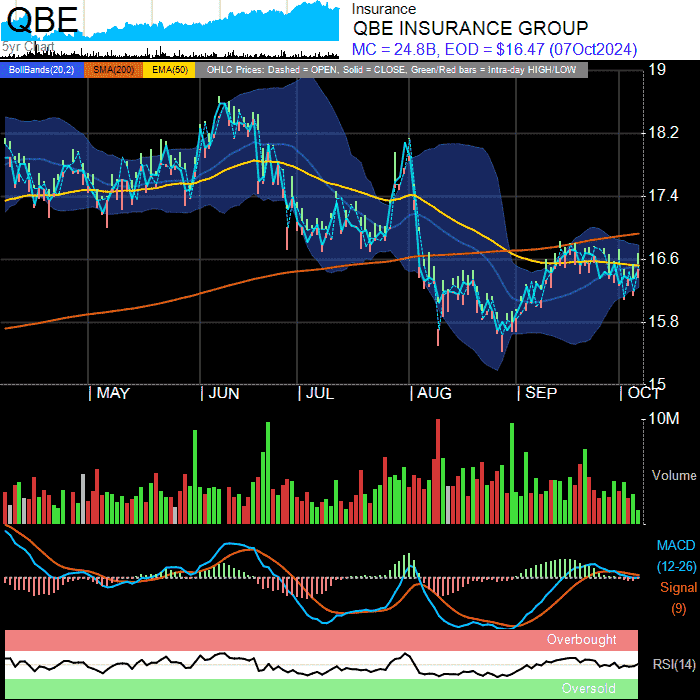 QBE
5yr Chart
Insurance
QBE INSURANCE GROUP
MC = 24.8B, EOD = $16.47 (07Oct2024)
BollBands(20,2) SMA(200) EMA(50) OHLC Prices: Dashed = OPEN, Solid = CLOSE, Green/Red bars = Intra-day HIGH/LOW
19
18.2
17.4
16.6
15.8
15
MAY JUN JUL AUG SEP OCT
10M
Volume
MACD
(12-26)
Signal
(9)
Overbought
RSI(14)
Oversold